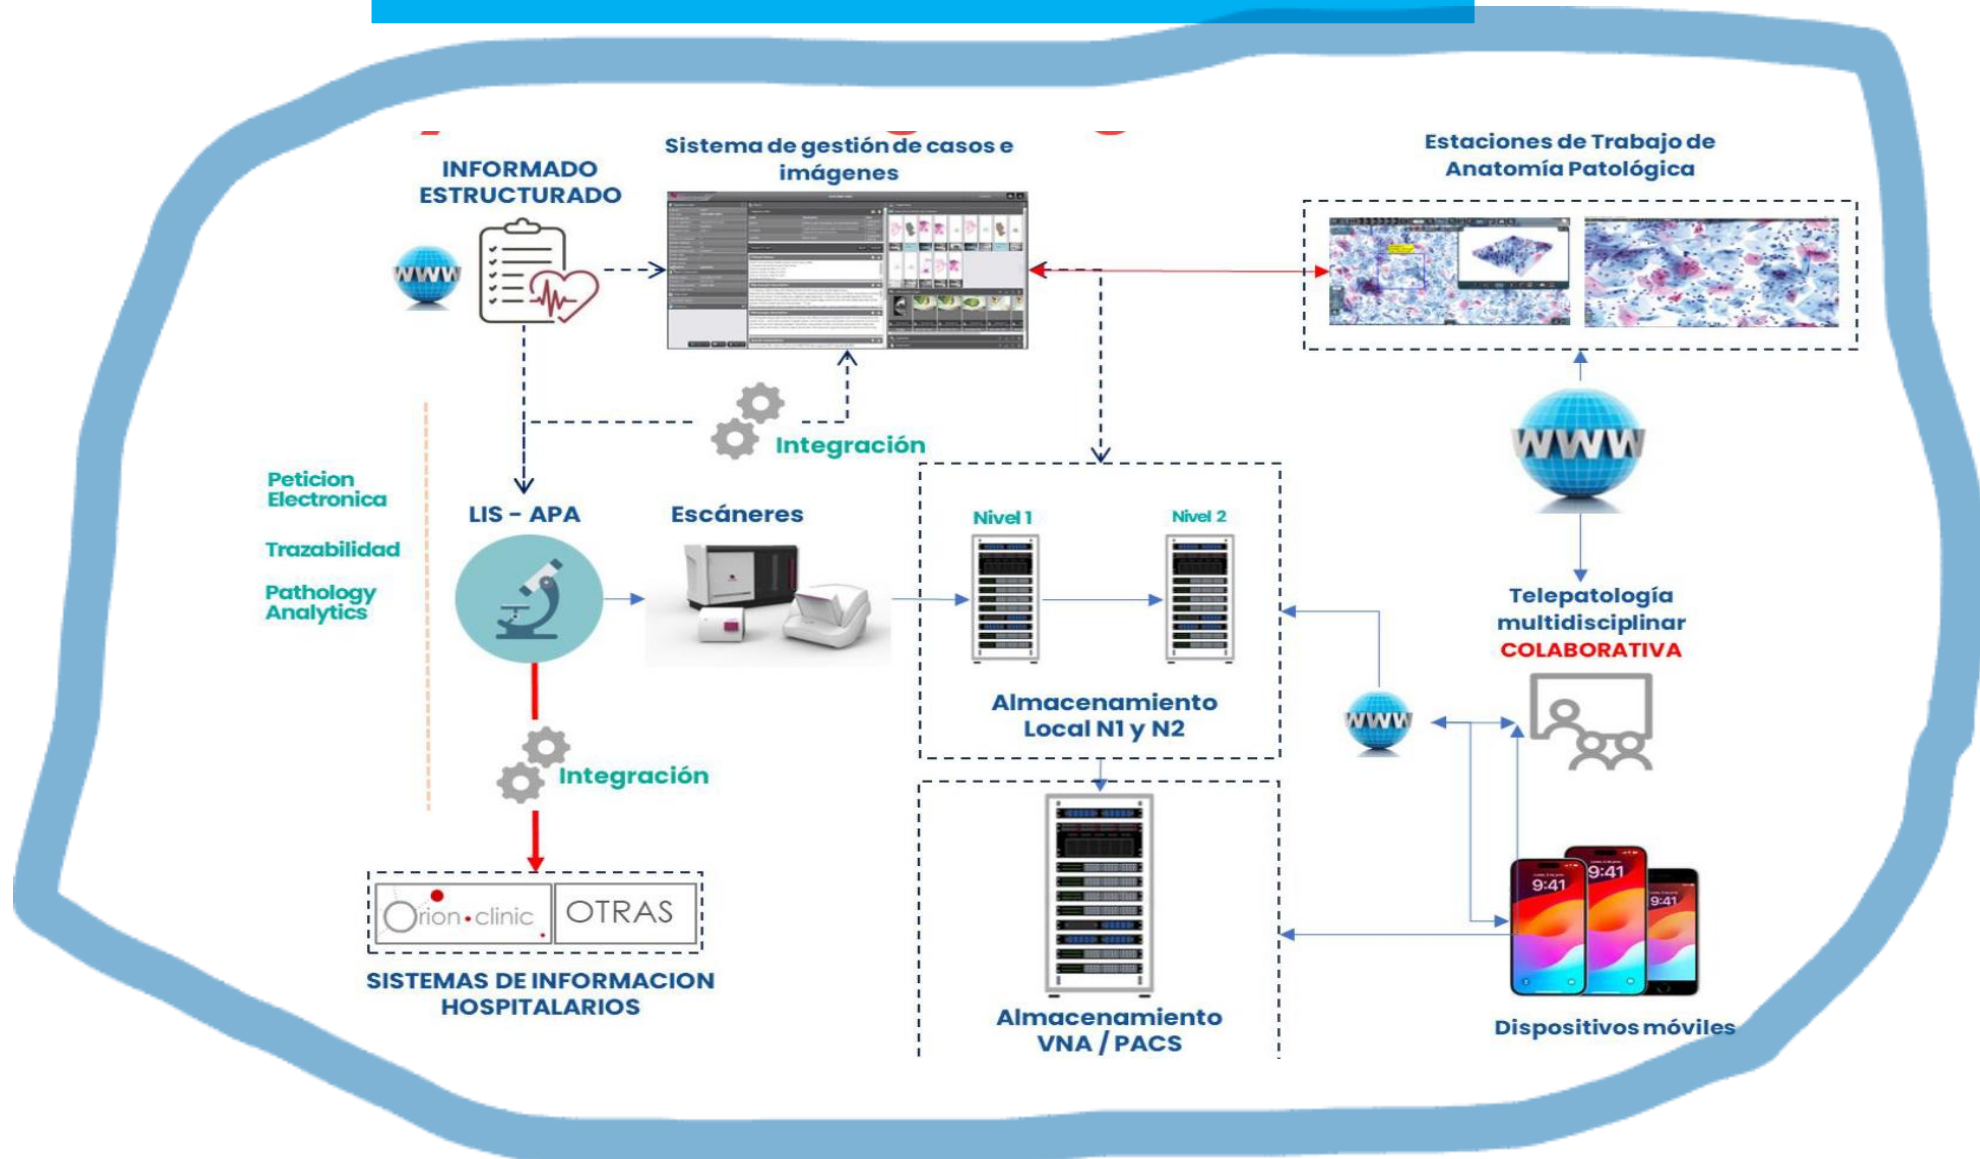 INFORMADO
ESTRUCTURADO
Sistema de gestión de casos e
imágenes
Estaciones de Trabajo de
Anatomía Patológica
WWW
Integración
WWW
Peticion
Electronica
Trazabilidad
Pathology
Analytics
LIS - APA
Escáneres
Nivel 1
Nivel 2
Almacenamiento
Local N1 y N2
Telepatología
multidisciplinar
COLABORATIVA
WWW
Integración
Orion•clinic
OTRAS
SISTEMAS DE INFORMACION
HOSPITALARIOS
Almacenamiento
VNA / PACS
9:41
9:41
9:41
Dispositivos móviles